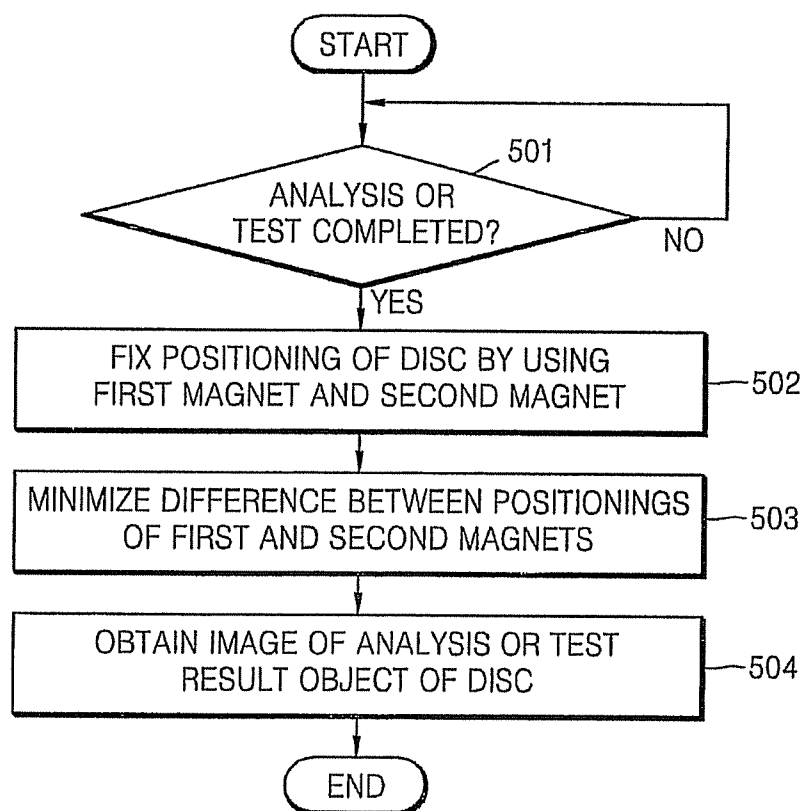 START
501
ANALYSIS OR
TEST COMPLETED?
NO
YES
FIX POSITIONING OF DISC BY USING
FIRST MAGNET AND SECOND MAGNET
502
MINIMIZE DIFFERENCE BETWEEN POSITIONINGS
OF FIRST AND SECOND MAGNETS
503
OBTAIN IMAGE OF ANALYSIS OR TEST
RESULT OBJECT OF DISC
504
END